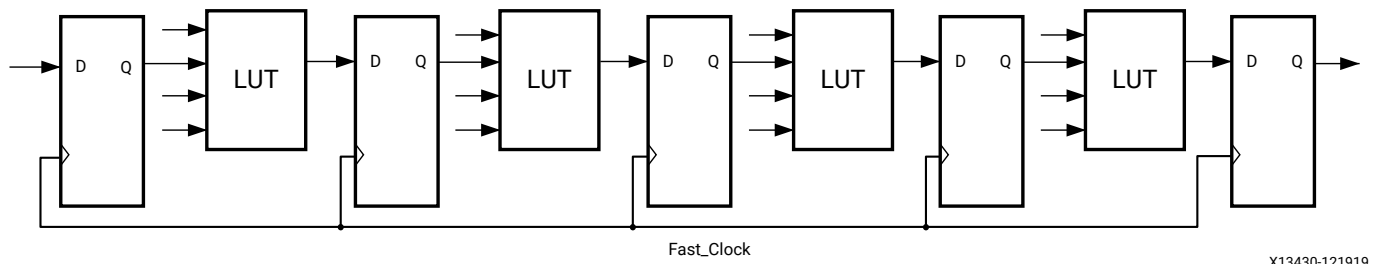 D Q LUT D Q LUT D Q LUT D Q LUT D Q
Fast_Clock
X13430-121919